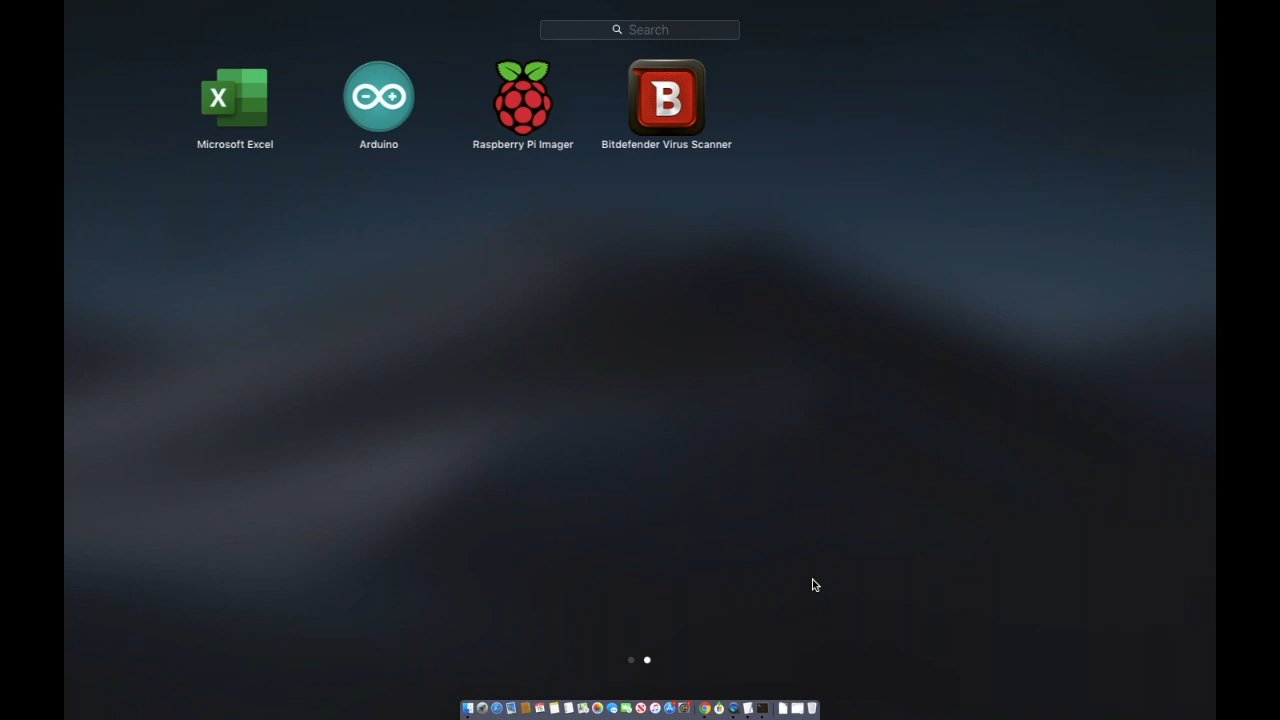 Search
Microsoft Excel
Arduino
Raspberry Pi Imager
Bitdefender Virus Scanner